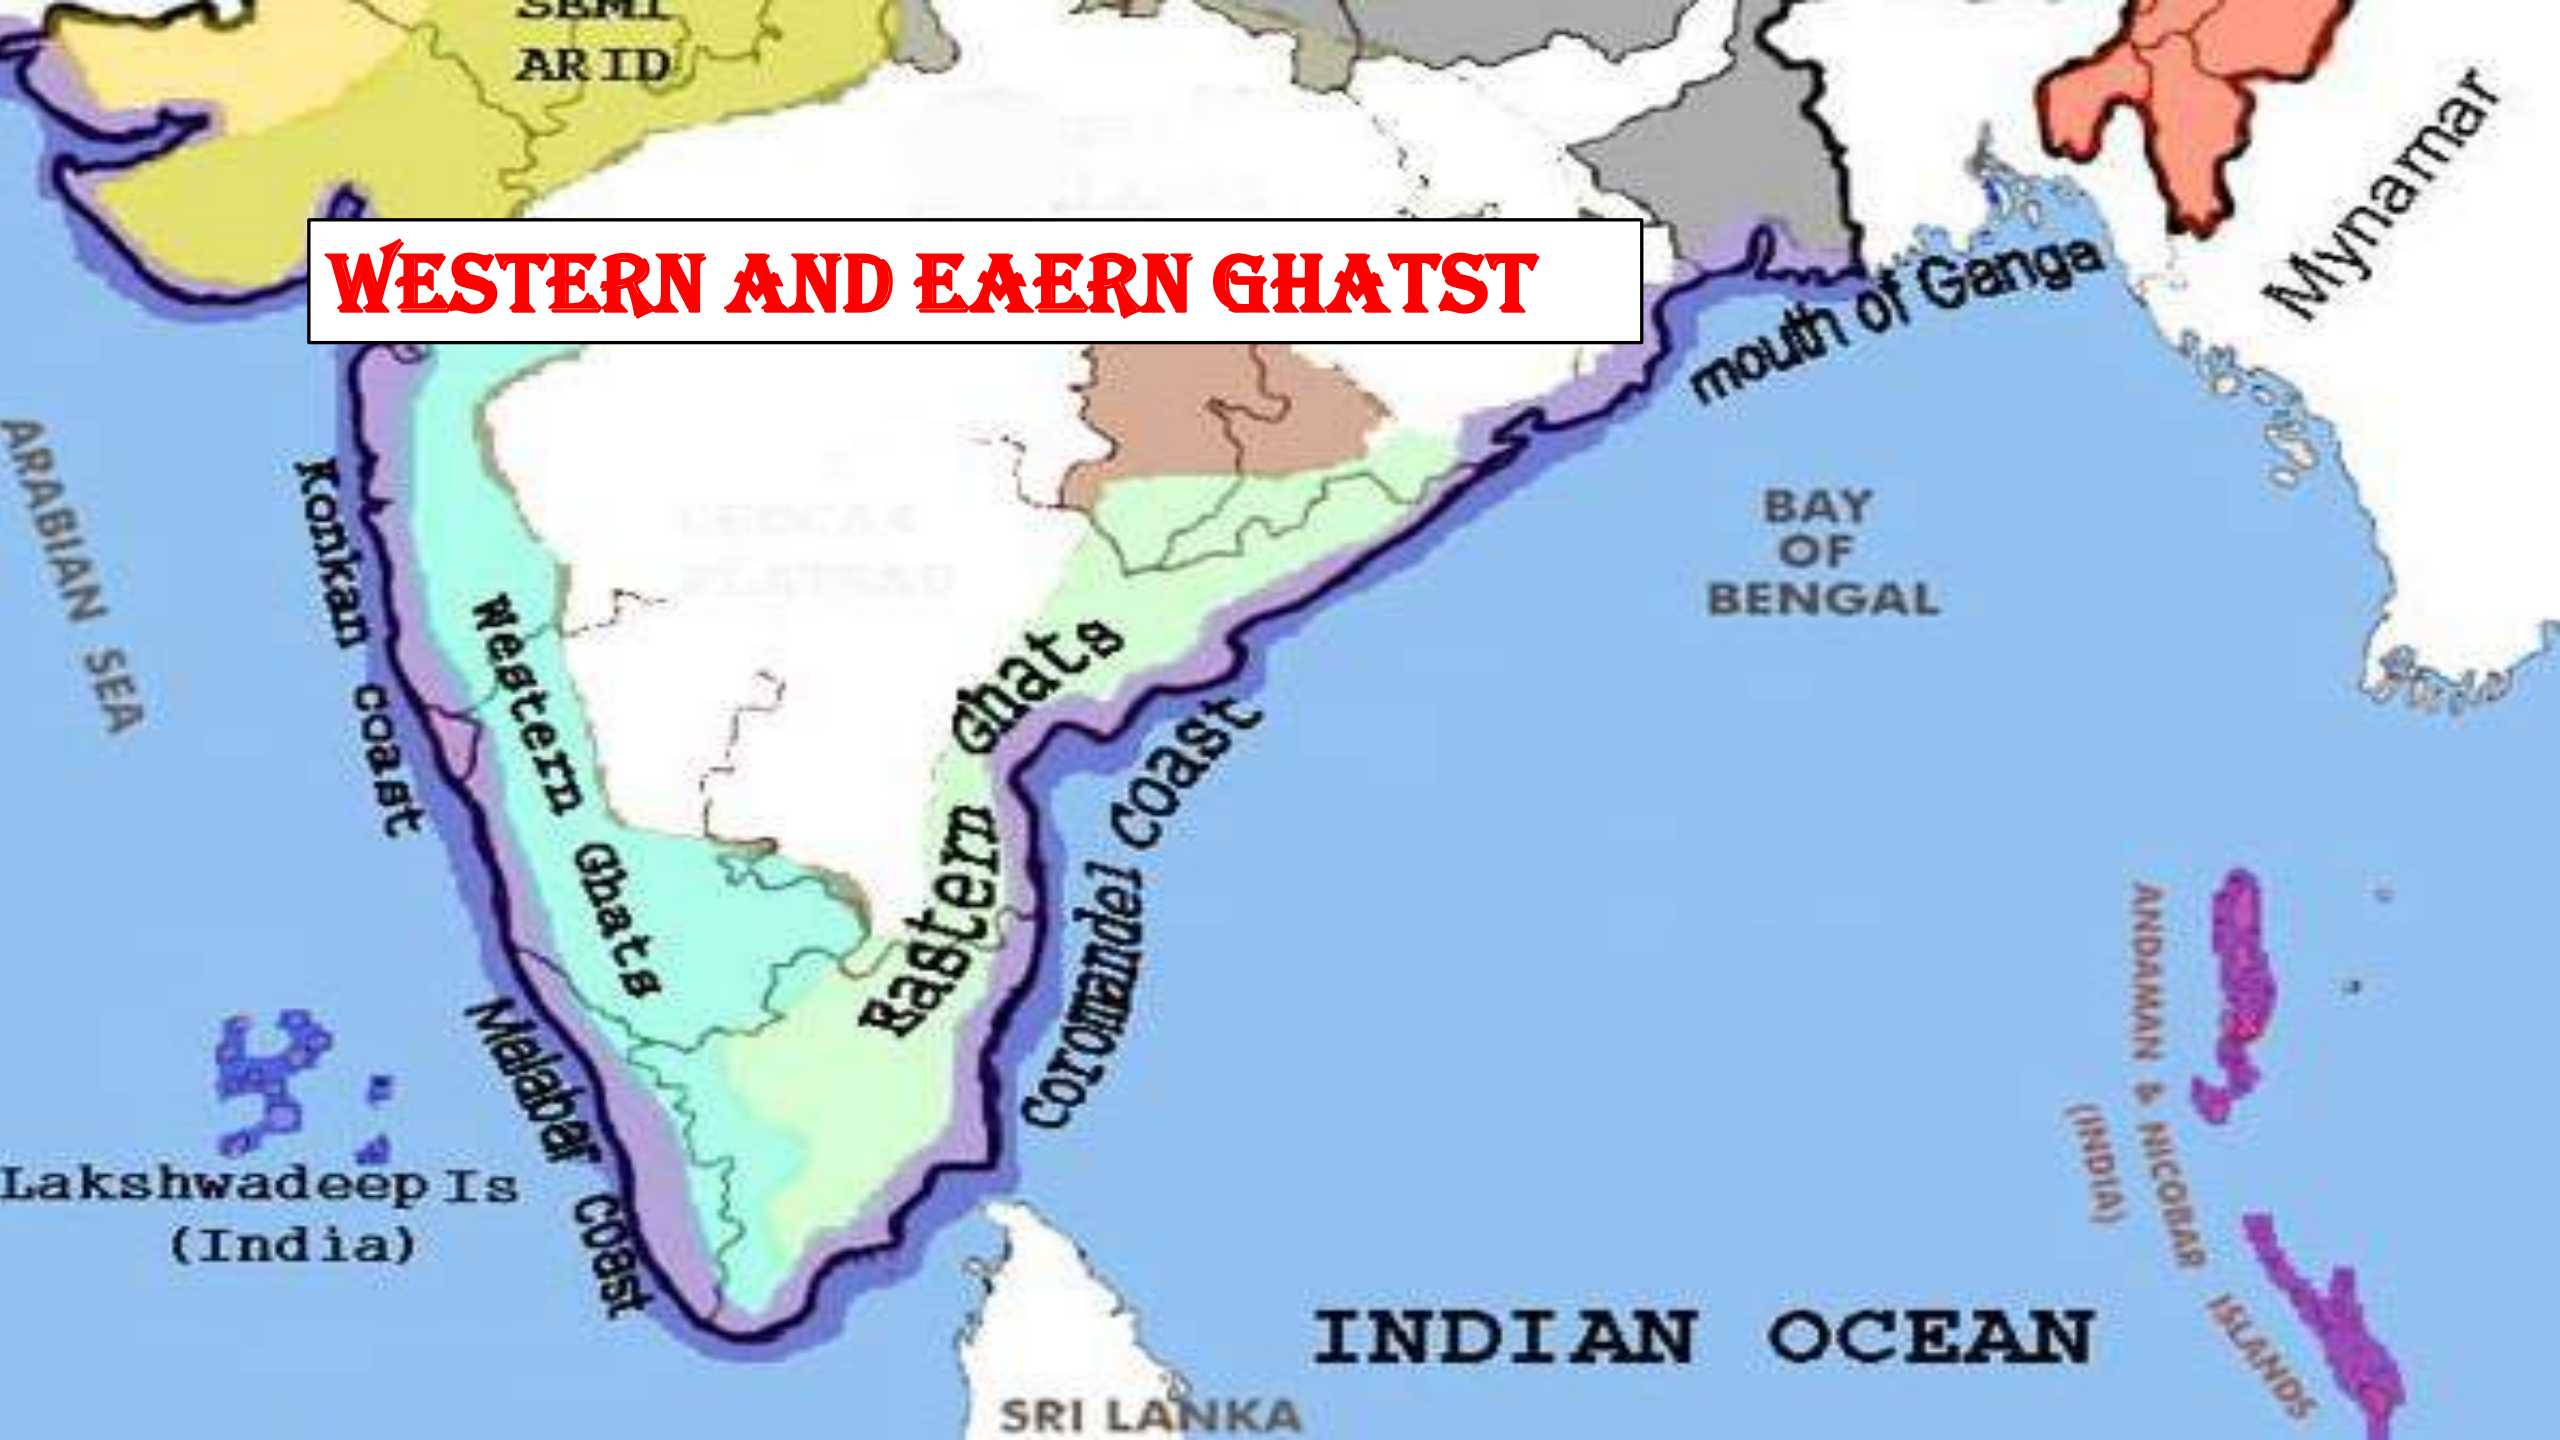 SEMI
ARID
WESTERN AND EAERN GHATST
Mynamar
mouth of Ganga
ARABIAN SEA
Konkan coast
Western Ghats
Eastern Ghats
BAY
OF
BENGAL
Coromandel Coast
Malabar coast
Lakshwadeep Is
(India)
ANDAMAN & NICOBAR ISLANDS
(INDIA)
INDIAN OCEAN
SRI LANKA